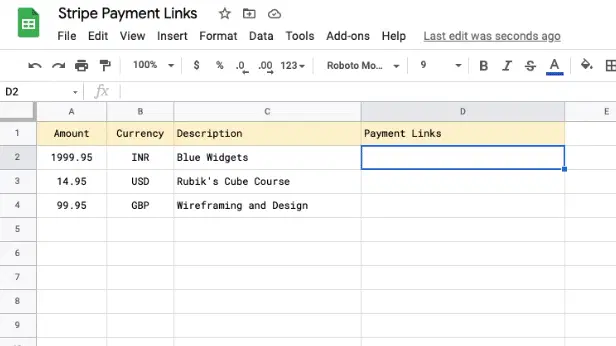 Stripe Payment Links
File Edit View Insert Format Data Tools Add-ons Help Last edit was seconds ago
100% $ % .0 .00 123 Roboto Mo... 9 B I S A
D2 fx
A B C D E
1 Amount Currency Description Payment Links
2 1999.95 INR Blue Widgets
3 14.95 USD Rubik's Cube Course
4 99.95 GBP Wireframing and Design
5
6
7
8
9